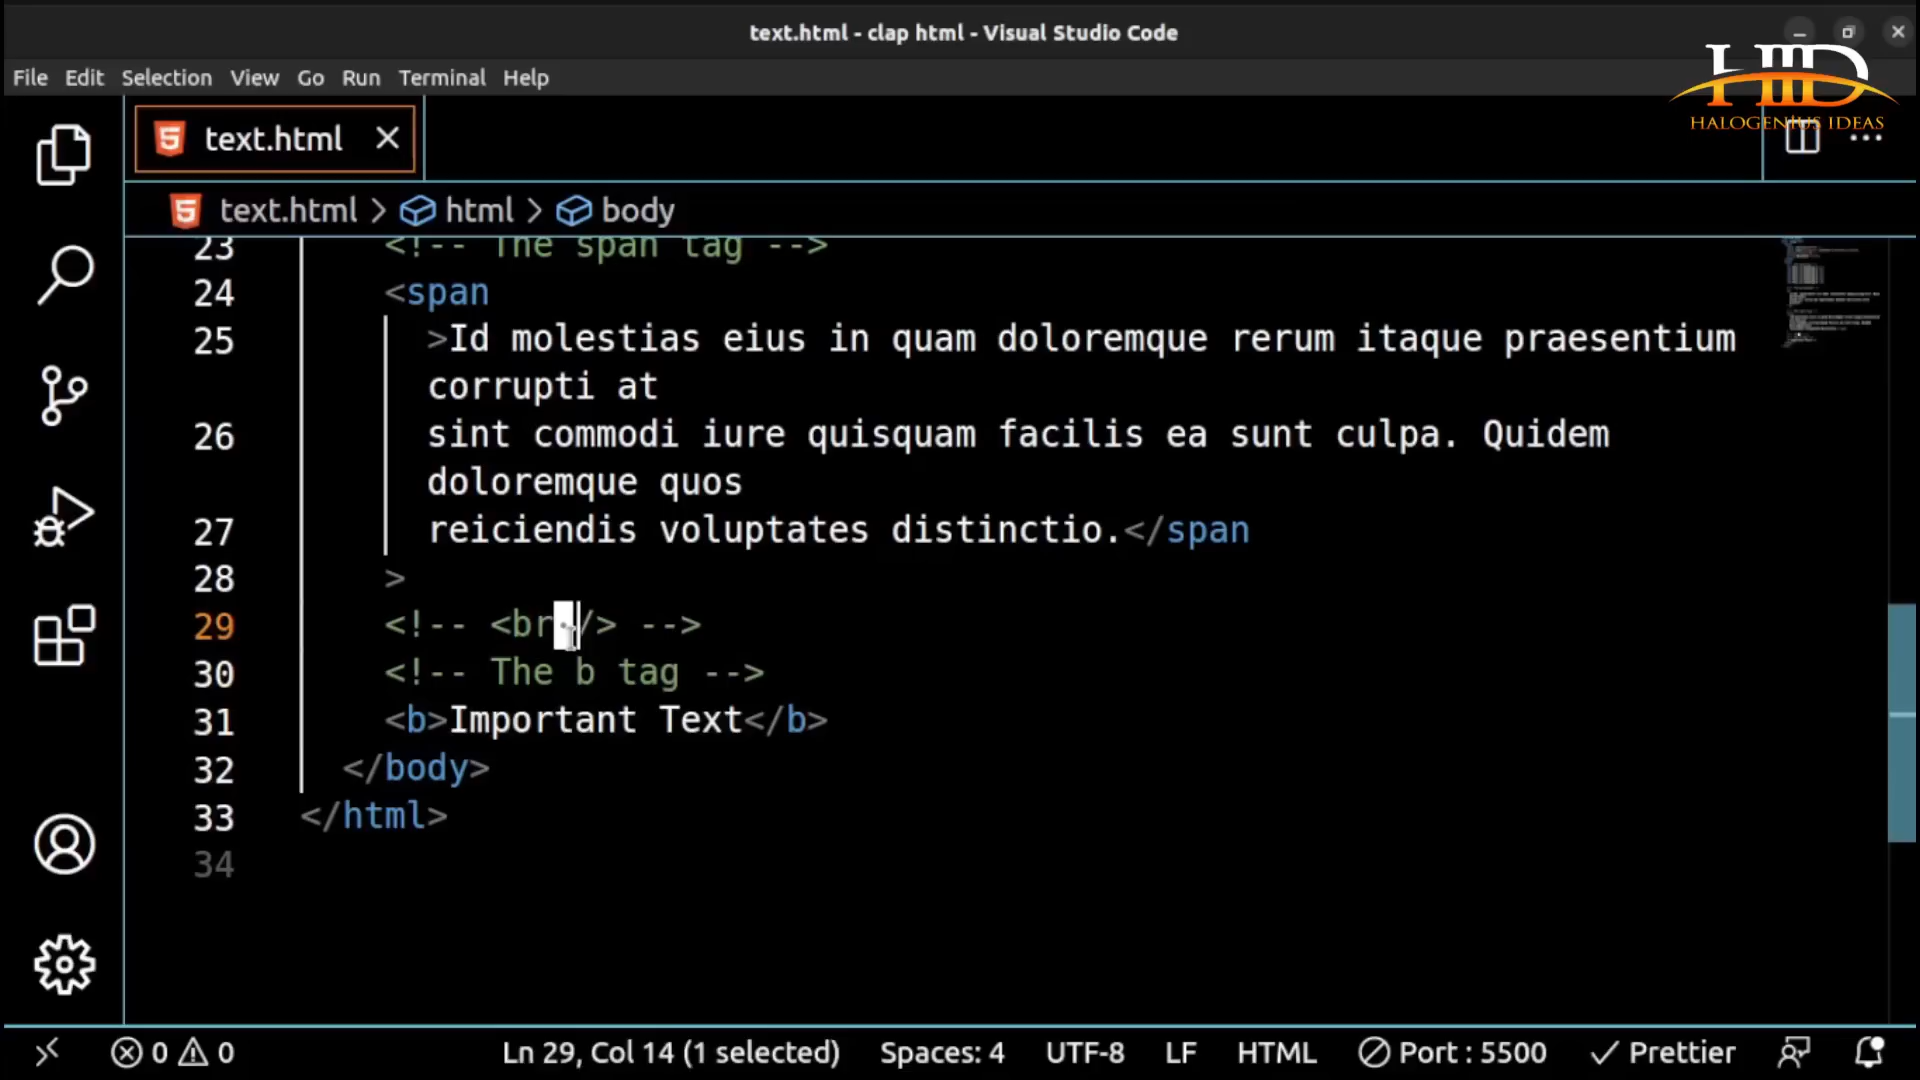 text.html - clap html - Visual Studio Code
File Edit Selection View Go Run Terminal Help
HID
HALOGENIUS IDEAS
text.html
text.html > html > body
23 <!-- The span tag -->
24 <span
25 >Id molestias eius in quam doloremque rerum itaque praesentium
corrupti at
26 sint commodi iure quisquam facilis ea sunt culpa. Quidem
doloremque quos
27 reiciendis voluptates distinctio.</span
28 >
29 <!-- <br /> -->
30 <!-- The b tag -->
31 <b>Important Text</b>
32 </body>
33 </html>
34
0 0 Ln 29, Col 14 (1 selected) Spaces: 4 UTF-8 LF HTML Port : 5500 Prettier